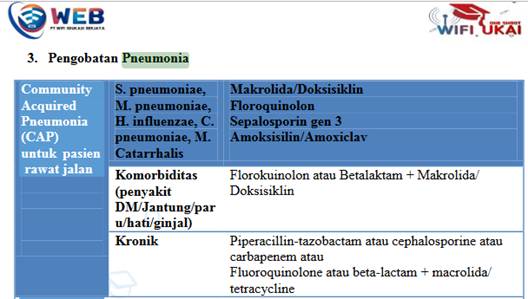 WEB
PT WIFI EDUKASI BERJAYA
WIFI UKAI
3. Pengobatan Pneumonia
Community
Acquired
Pneumonia
(CAP)
untuk pasien
rawat jalan
S. pneumoniae,
M. pneumoniae,
H. influenzae, C.
pneumoniae, M.
Catarrhalis
Makrolida/Doksisiklin
Floroquinolon
Sepalosporin gen 3
Amoksisilin/Amoxiclav
Komorbiditas
(penyakit
DM/Jantung/par
u/hati/ginjal)
Florokuinolon atau Betalaktam + Makrolida/
Doksisiklin
Kronik
Piperacillin-tazobactam atau cephalosporine atau
carbapenem atau
Fluoroquinolone atau beta-lactam + macrolida/
tetracycline